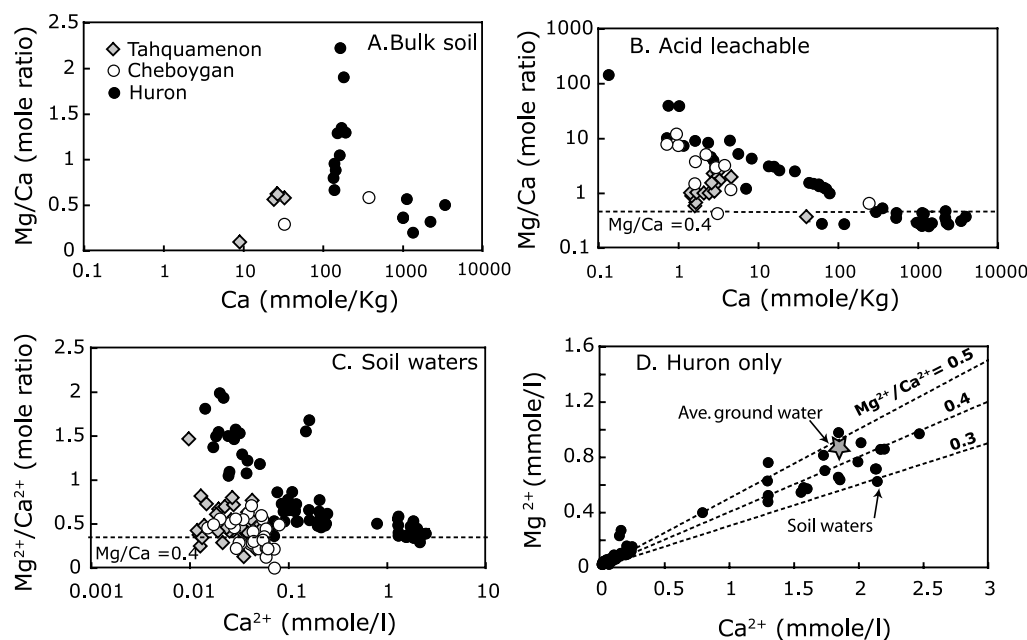 A.Bulk soil
Tahquamenon
Cheboygan
Huron
Mg/Ca (mole ratio)
2.5
2
1.5
1
0.5
0
0.1
1
10
100
1000
10000
Ca (mmole/Kg)
B. Acid leachable
Mg/Ca (mole ratio)
1000
100
10
1
0.1
Mg/Ca =0.4
0.1
1
10
100
1000
10000
Ca (mmole/Kg)
C. Soil waters
Mg²⁺/Ca²⁺ (mole ratio)
2.5
2
1.5
1
0.5
0
Mg/Ca =0.4
0.001
0.01
0.1
1
10
Ca²⁺ (mmole/l)
D. Huron only
Mg²⁺ (mmole/l)
1.6
1.2
0.8
0.4
0
Mg²⁺/Ca²⁺= 0.5
0.4
0.3
Ave. ground water
Soil waters
0
0.5
1
1.5
2
2.5
3
Ca²⁺ (mmole/l)